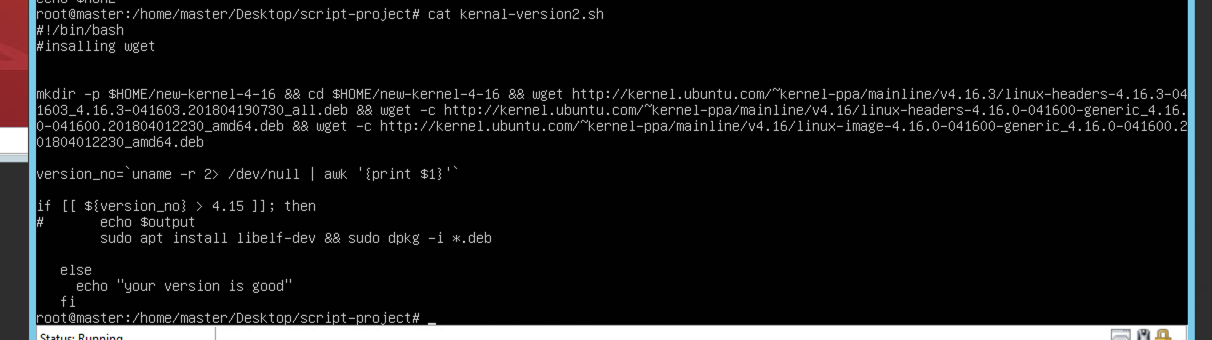 echo $HOME
root@master:/home/master/Desktop/script-project# cat kernal-version2.sh
#!/bin/bash
#insalling wget
mkdir -p $HOME/new-kernel-4-16 && cd $HOME/new-kernel-4-16 && wget http://kernel.ubuntu.com/~kernel-ppa/mainline/v4.16.3/linux-headers-4.16.3-04
1603_4.16.3-041603.201804190730_all.deb && wget -c http://kernel.ubuntu.com/~kernel-ppa/mainline/v4.16/linux-headers-4.16.0-041600-generic_4.16.
0-041600.201804012230_amd64.deb && wget -c http://kernel.ubuntu.com/~kernel-ppa/mainline/v4.16/linux-image-4.16.0-041600-generic_4.16.0-041600.2
01804012230_amd64.deb
version_no=`uname -r 2> /dev/null | awk '{print $1}'`
if [[ ${version_no} > 4.15 ]]; then
#       echo $output
        sudo apt install libelf-dev && sudo dpkg -i *.deb
   else
     echo "your version is good"
   fi
root@master:/home/master/Desktop/script-project# _
Status: Running